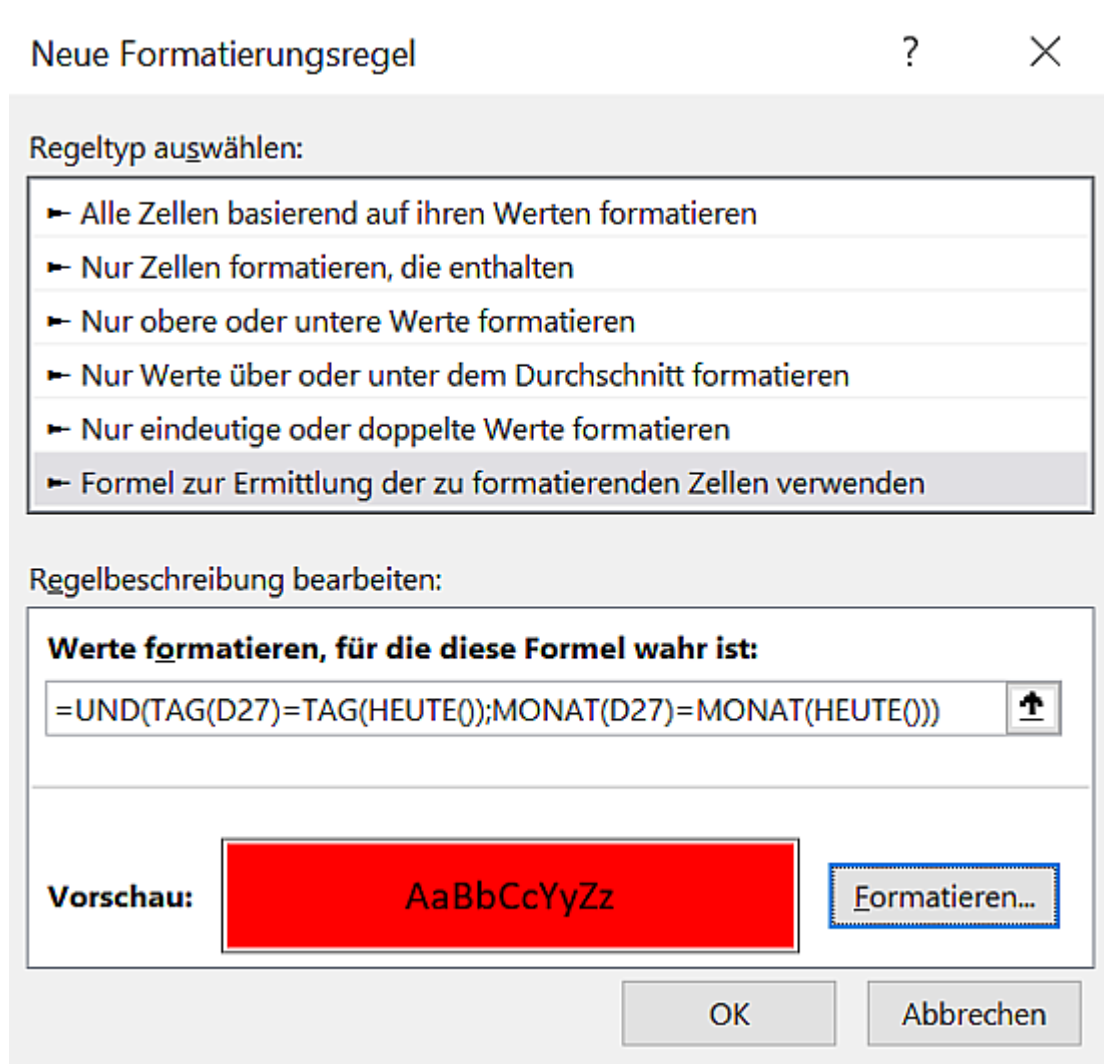 Neue Formatierungsregel ?
Regeltyp auswählen:
Alle Zellen basierend auf ihren Werten formatieren
Nur Zellen formatieren, die enthalten
Nur obere oder untere Werte formatieren
Nur Werte über oder unter dem Durchschnitt formatieren
Nur eindeutige oder doppelte Werte formatieren
Formel zur Ermittlung der zu formatierenden Zellen verwenden
Regelbeschreibung bearbeiten:
Werte formatieren, für die diese Formel wahr ist:
=UND(TAG(D27)=TAG(HEUTE());MONAT(D27)=MONAT(HEUTE()))
Vorschau: AaBbCcYyZz Formatieren...
OK Abbrechen